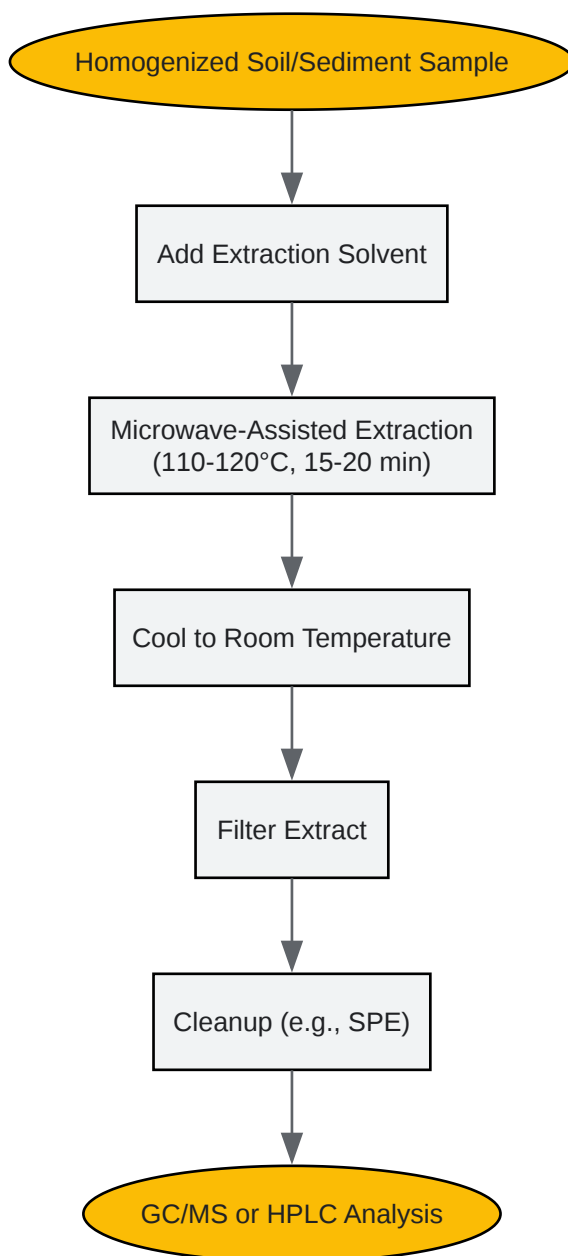 Homogenized Soil/Sediment Sample
Add Extraction Solvent
Microwave-Assisted Extraction
(110-120°C, 15-20 min)
Cool to Room Temperature
Filter Extract
Cleanup (e.g., SPE)
GC/MS or HPLC Analysis